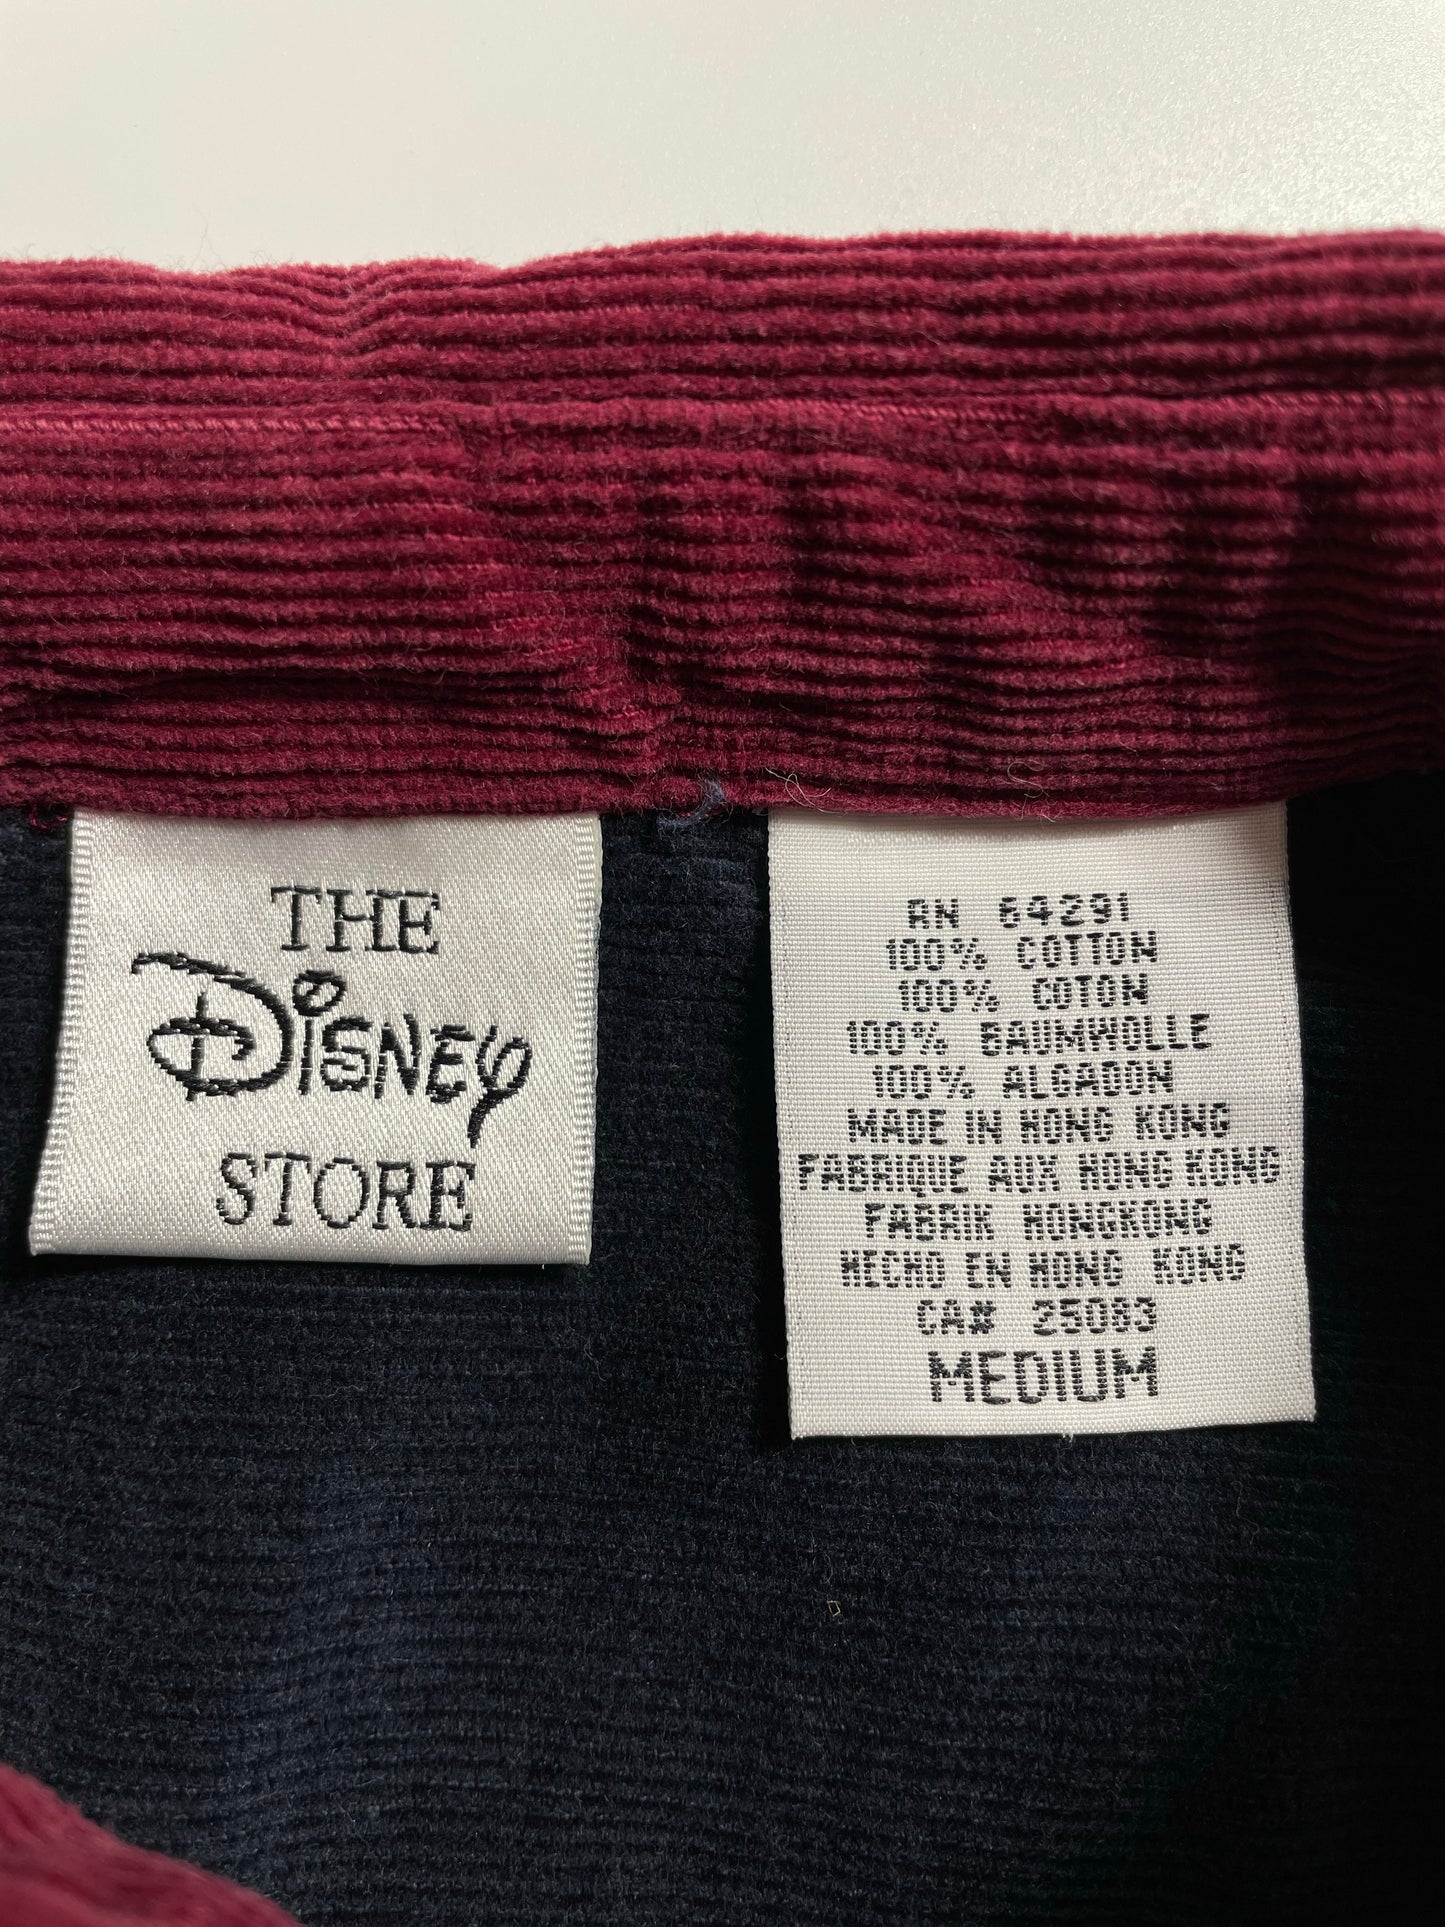 THE
Disney
STORE
RN 64291
100% COTTON
100% COTON
100% BAUMWOLLE
100% ALGADON
MADE IN HONG KONG
FABRIQUE AUX HONG KONG
FABRIK HONGKONG
HECHO EN HONG KONG
CA# 25083
MEDIUM